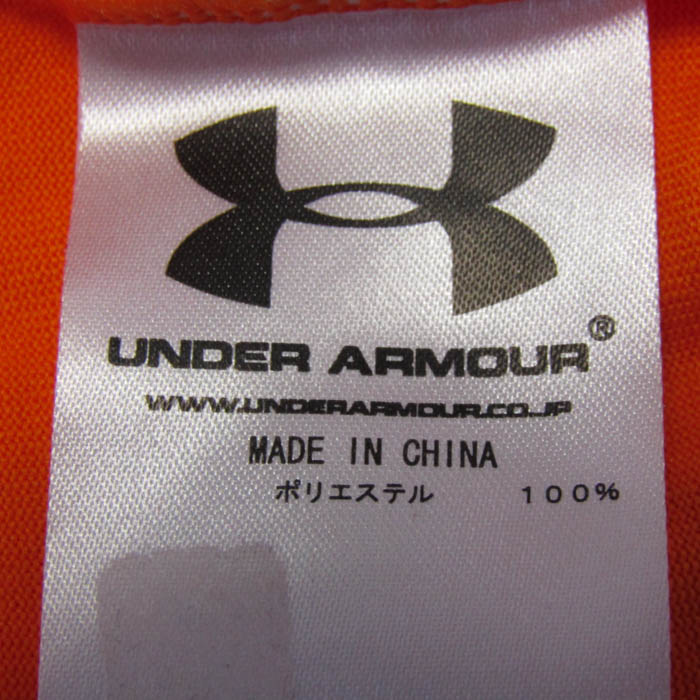 UNDER ARMOUR®
WWW.UNDERARMOUR.CO.JP
MADE IN CHINA
ポリエステル 100%